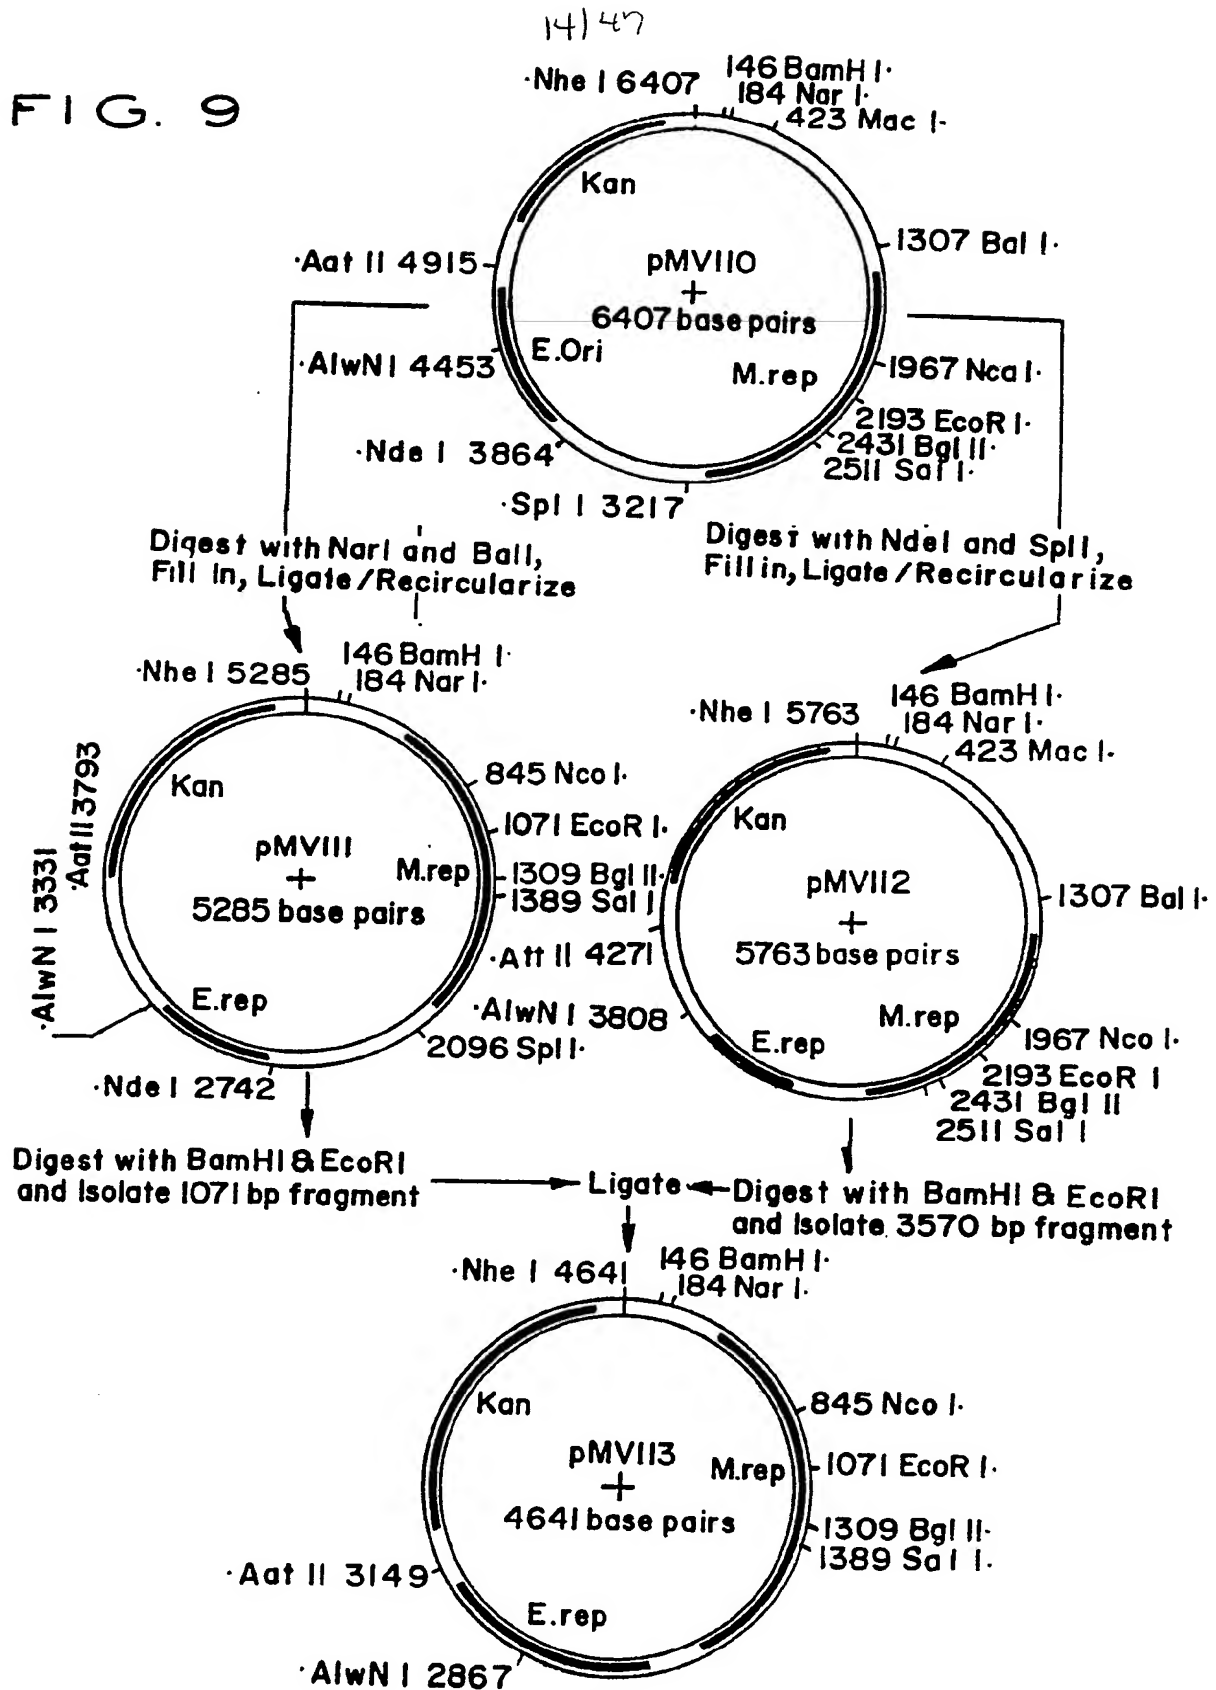 14/47
FIG. 9
·Nhe I 6407
146 BamH I·
184 Nar I·
423 Mac I·
Kan
1307 Bal I·
·Aat II 4915
pMV110
+
6407 base pairs
E.Ori
M.rep
·AlwN I 4453
1967 Nca I·
2193 EcoR I·
2431 Bgl II·
2511 Sal I·
·Nde I 3864
·Spl I 3217
Digest with NarI and BalI,
Fill In, Ligate/Recircularize
Digest with NdeI and SplI,
Fill in, Ligate/Recircularize
·Nhe I 5285
146 BamH I·
184 Nar I·
Kan
845 Nco I·
1071 EcoR I·
pMV111
+
5285 base pairs
M.rep
1309 Bgl II·
1389 Sal I
·Aat II 3793
·AlwN I 3331
E.rep
2096 Spl I·
·Nde I 2742
·Nhe I 5763
146 BamH I·
184 Nar I·
423 Mac I·
Kan
pMV112
+
5763 base pairs
1307 Bal I·
·Att II 4271
·AlwN I 3808
M.rep
E.rep
1967 Nco I·
2193 EcoR I
2431 Bgl II
2511 Sal I
Digest with BamHI & EcoRI
and Isolate 1071 bp fragment
Ligate
Digest with BamHI & EcoRI
and Isolate 3570 bp fragment
·Nhe I 4641
146 BamH I·
184 Nar I·
Kan
845 Nco I·
pMV113
+
4641 base pairs
M.rep
1071 EcoR I·
1309 Bgl II·
1389 Sal I·
·Aat II 3149
E.rep
·AlwN I 2867